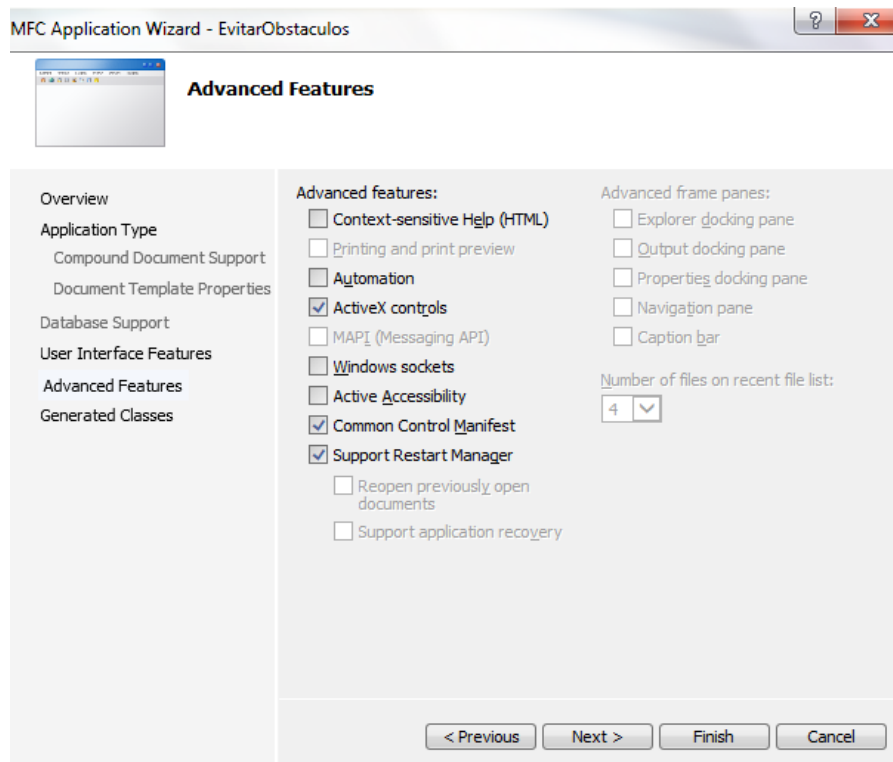 MFC Application Wizard - EvitarObstaculos
Advanced Features
Overview
Application Type
Compound Document Support
Document Template Properties
Database Support
User Interface Features
Advanced Features
Generated Classes
Advanced features:
Context-sensitive Help (HTML)
Printing and print preview
Automation
ActiveX controls
MAPI (Messaging API)
Windows sockets
Active Accessibility
Common Control Manifest
Support Restart Manager
Reopen previously open
documents
Support application recovery
Advanced frame panes:
Explorer docking pane
Output docking pane
Properties docking pane
Navigation pane
Caption bar
Number of files on recent file list:
4
< Previous
Next >
Finish
Cancel